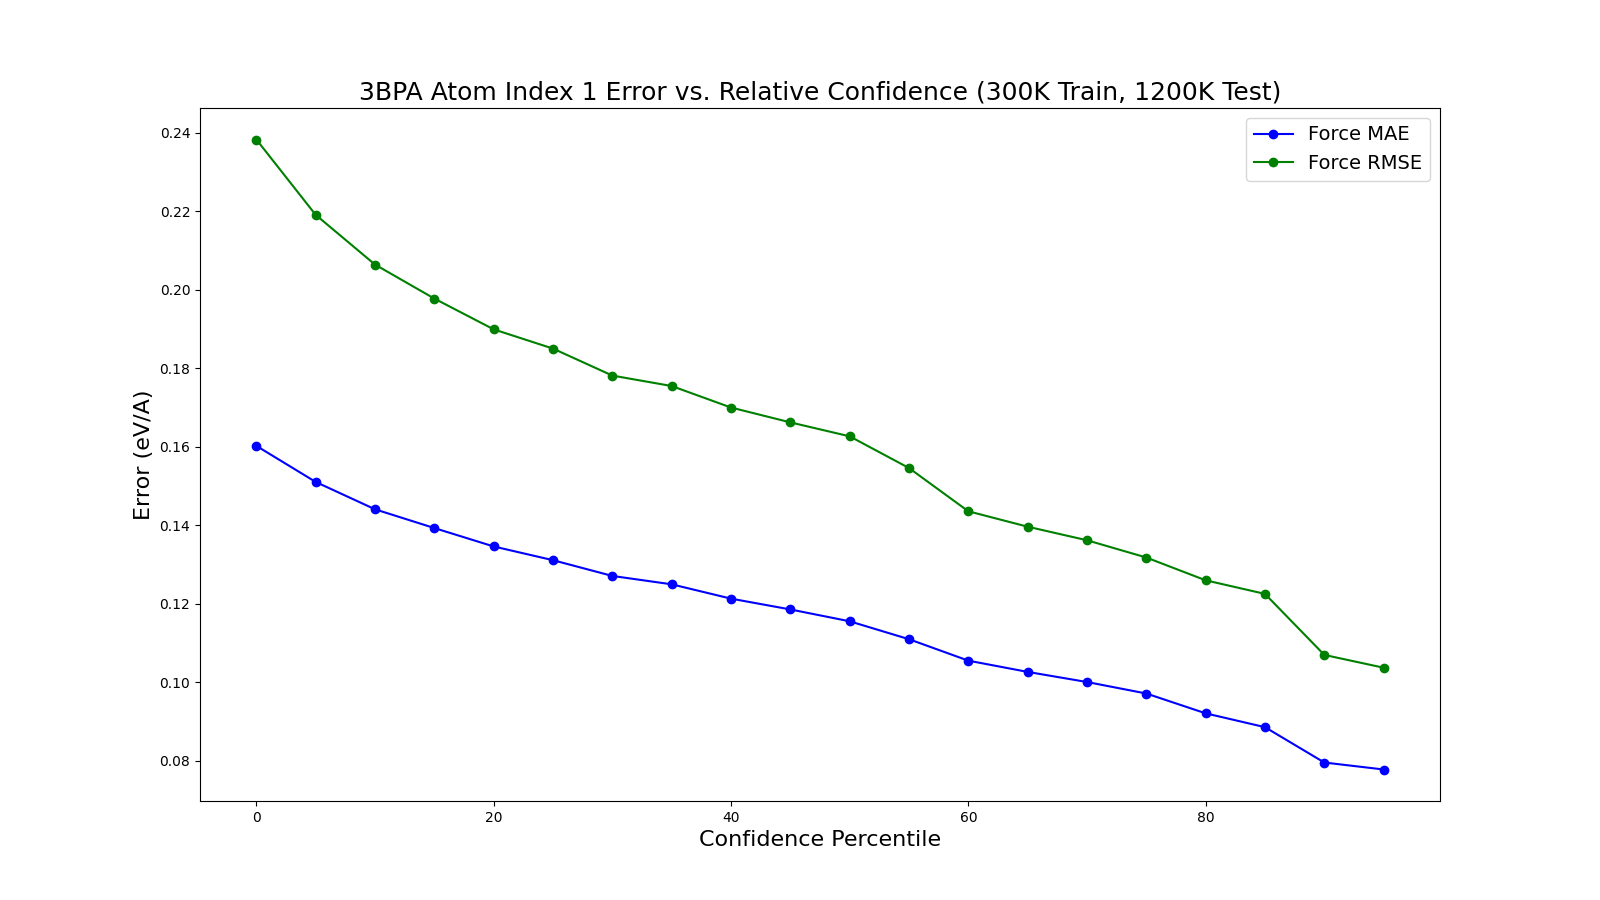 3BPA Atom Index 1 Error vs. Relative Confidence (300K Train, 1200K Test)
Force MAE
Force RMSE
Error (eV/A)
0.24
0.22
0.20
0.18
0.16
0.14
0.12
0.10
0.08
0 20 40 60 80
Confidence Percentile